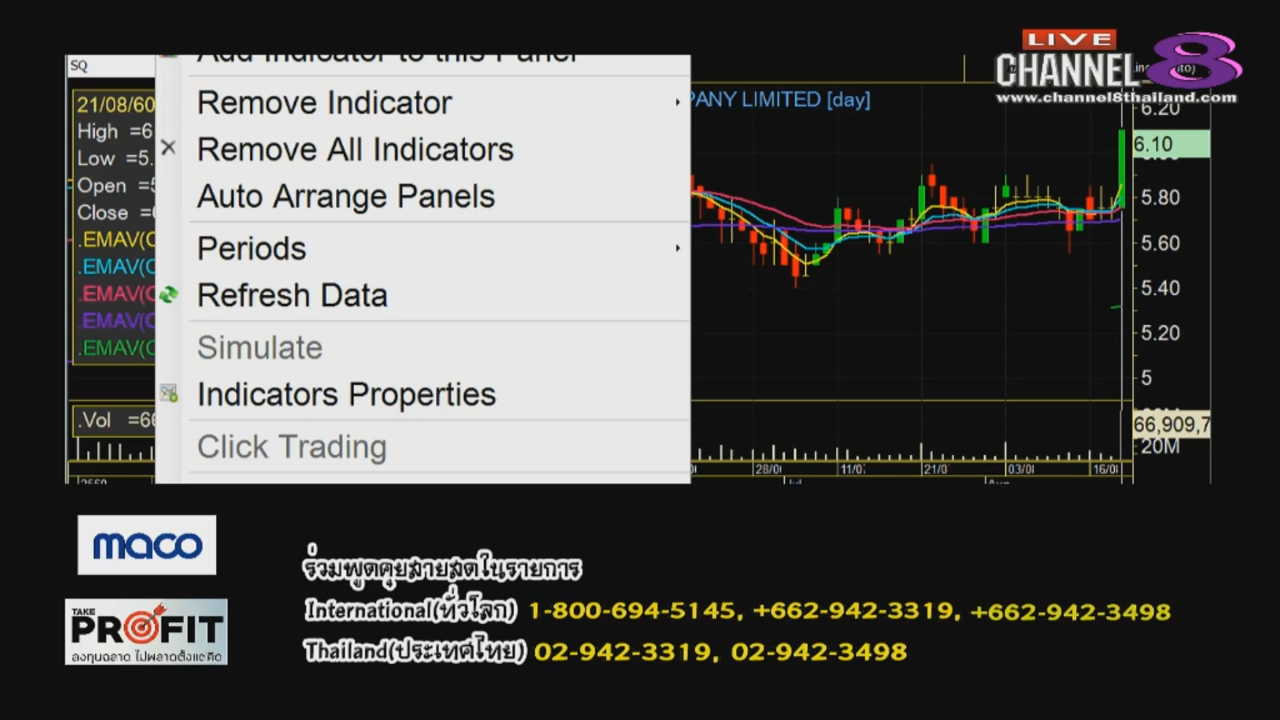 LIVE
CHANNEL 8
www.channel8thailand.com
SQ
Add Indicator to this Panel
Remove Indicator
Remove All Indicators
Auto Arrange Panels
Periods
Refresh Data
Simulate
Indicators Properties
Click Trading
21/08/60
High =6
Low =5.
Open =5
Close =6
.EMAV(C
.EMAV(C
.EMAV(C
.EMAV(C
.EMAV(C
.Vol =66
PANY LIMITED [day]
6.20
6.10
5.80
5.60
5.40
5.20
5
66,909,7
20M
28/0 11/0 21/0 03/0 16/0
maco
TAKE
PROFIT
ลงทุนฉลาด ไม่พลาดตั้งแต่คิด
ร่วมพูดคุยสายสดในรายการ
International(ทั่วโลก) 1-800-694-5145, +662-942-3319, +662-942-3498
Thailand(ประเทศไทย) 02-942-3319, 02-942-3498